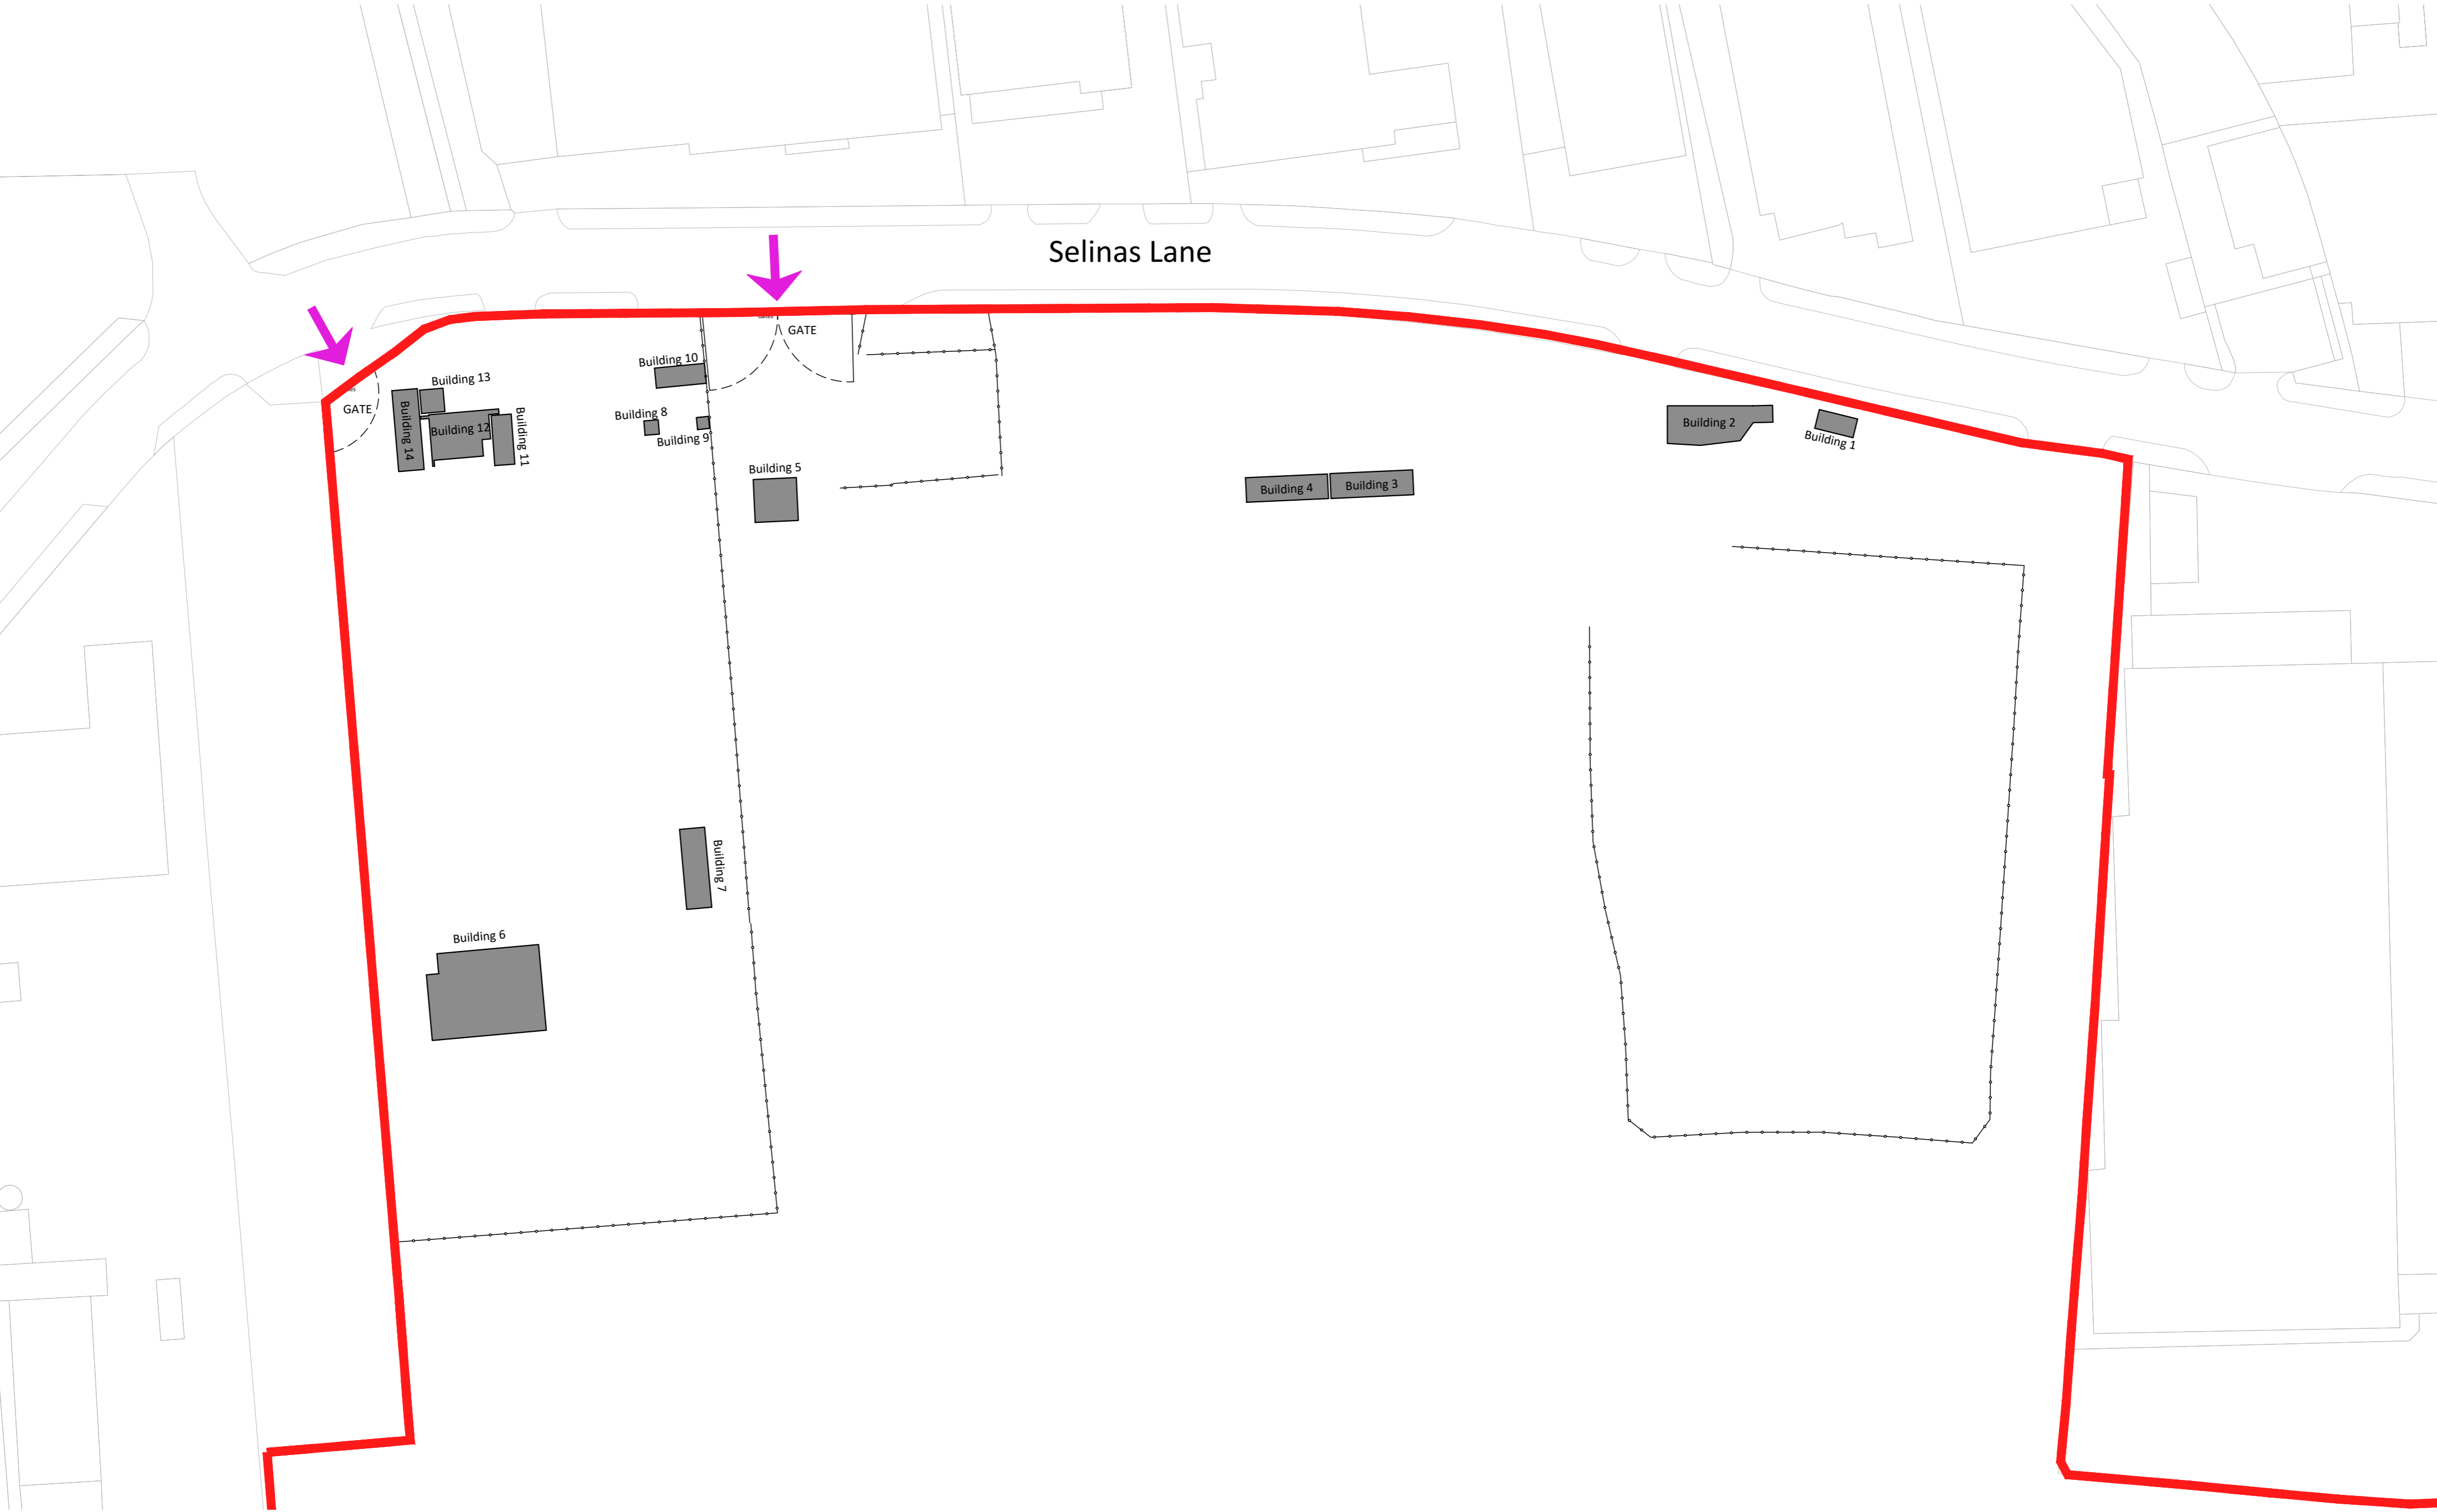 Selinas Lane
GATE
Building 10
Building 13
GATE
Building 14
Building 12
Building 11
Building 8
Building 9
Building 2
Building 1
Building 5
Building 4
Building 3
Building 7
Building 6